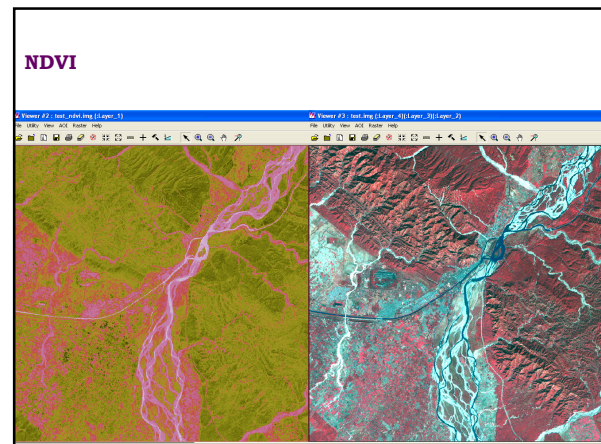 NDVI
Viewer #2 : test_ndvi.img (:Layer_1)
File Utility View AOI Raster Help
Viewer #3 : test.img (:Layer_4)(:Layer_3)(:Layer_2)
File Utility View AOI Raster Help